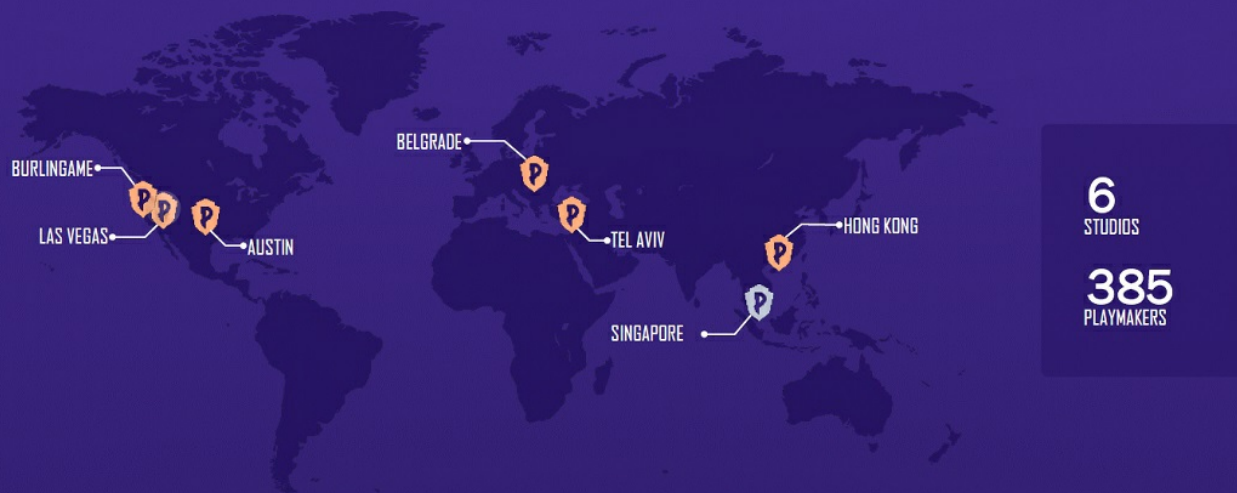 BELGRADE
BURLINGAME
LAS VEGAS
AUSTIN
TEL AVIV
HONG KONG
SINGAPORE
6
STUDIOS
385
PLAYMAKERS